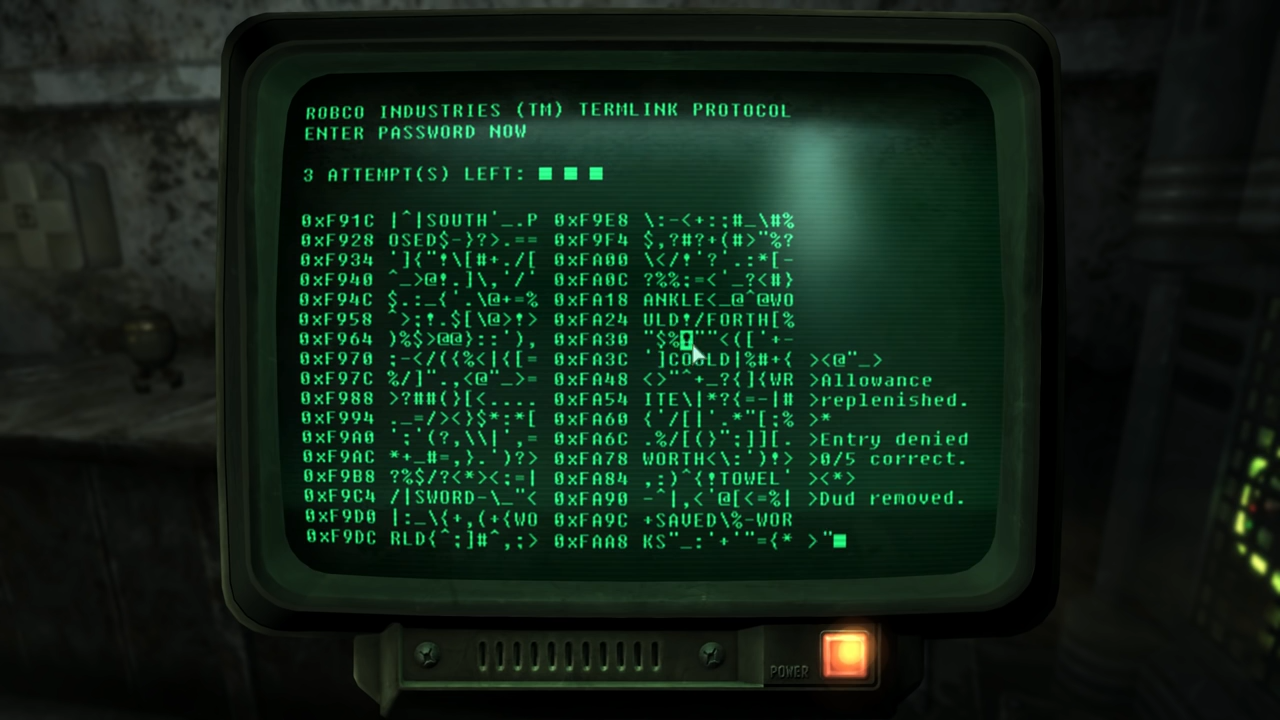 ROBCO INDUSTRIES (TM) TERMLINK PROTOCOL
ENTER PASSWORD NOW
3 ATTEMPT(S) LEFT: ■ ■ ■
0xF91C |^|SOUTH'_.P 0xF9E8 \:-<+:;#_\#%
0xF928 OSED$-}?>.== 0xF9F4 $,?#?+(#>"%?
0xF934 ']{"!\[#+./[ 0xFA00 \</!'?'.:*[-
0xF940 ^_>@!.]\,'/' 0xFA0C ?%%;=<'_?<#}
0xF94C $.:_{'.\@+=% 0xFA18 ANKLE<_@^@WO
0xF958 ^>;!.$[\@>!> 0xFA24 ULD!/FORTH[%
0xF964 )%$>@@}::'), 0xFA30 "$%!""<(['+-
0xF970 :-</({%<|{[= 0xFA3C ']COULD|%#+{ ><@"_>
0xF97C %/]".,<@"_>= 0xFA48 <>"^+_?{]{WR >Allowance
0xF988 >?##(}[<.... 0xFA54 ITE\|*?{=-|# >replenished.
0xF994 ._=/><}$*:*[ 0xFA60 {'/[|'.*"[;% >*
0xF9A0 ';'(?,\\|',= 0xFA6C .%/[(}":]][. >Entry denied
0xF9AC *+_#=,}.')?> 0xFA78 WORTH<\:')!> >0/5 correct.
0xF9B8 ?%$/?<*><;=| 0xFA84 ,:)^{!TOWEL' ><*>
0xF9C4 /|SWORD-\_"< 0xFA90 -^|,<'@[<=%| >Dud removed.
0xF9D0 |:_\{+,(+{WO 0xFA9C +SAVED\%-WOR
0xF9DC RLD{^;]#^,;> 0xFAA8 KS"_:'+'"={* >"■
POWER